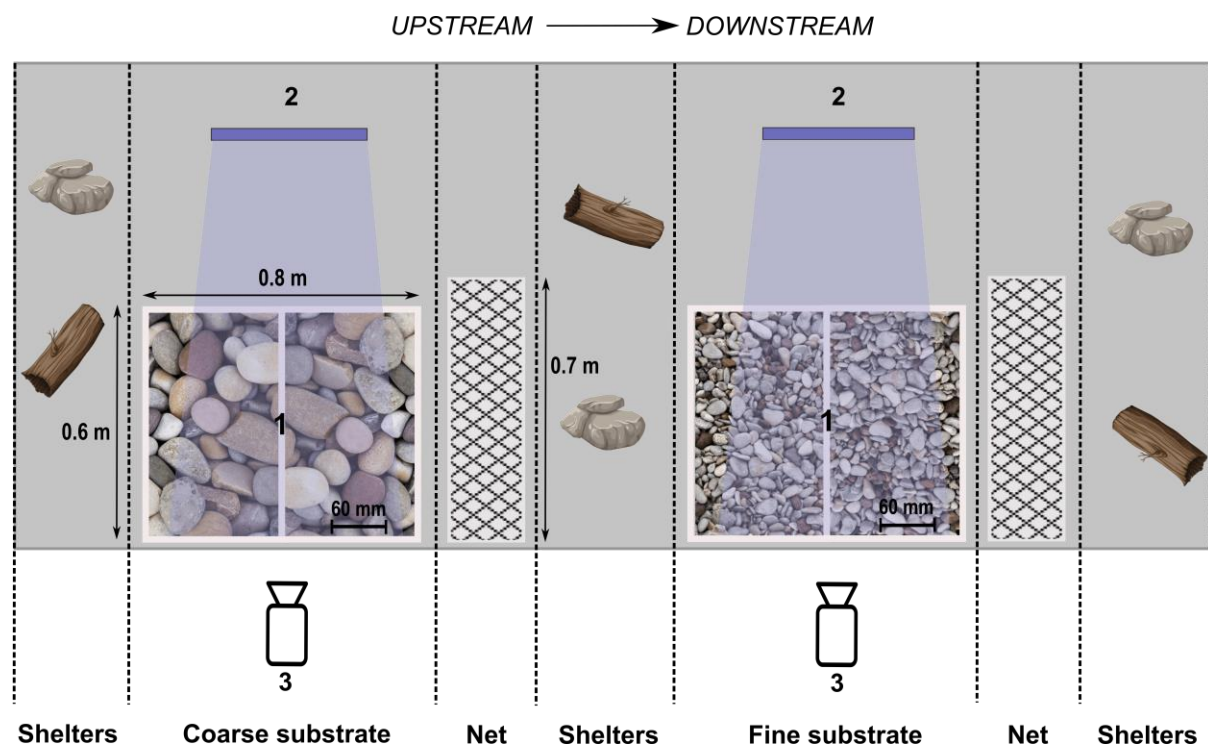 UPSTREAM DOWNSTREAM
2 2
0.8 m
0.6 m
0.7 m
1 1
60 mm 60 mm
3 3
Shelters Coarse substrate Net Shelters Fine substrate Net Shelters